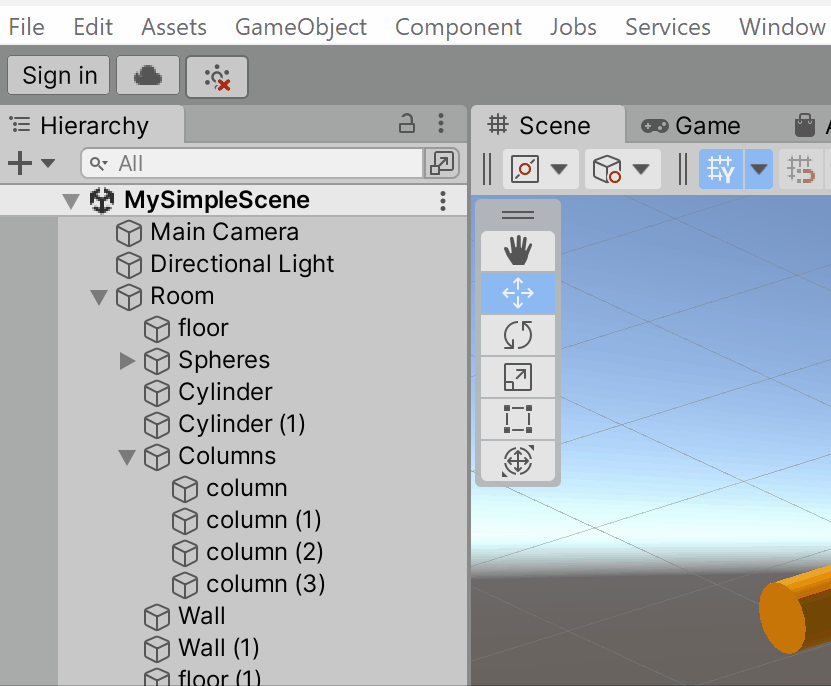 File Edit Assets GameObject Component Jobs Services Window
Sign in
Hierarchy
Scene Game
All
MySimpleScene
Main Camera
Directional Light
Room
floor
Spheres
Cylinder
Cylinder (1)
Columns
column
column (1)
column (2)
column (3)
Wall
Wall (1)
floor (1)